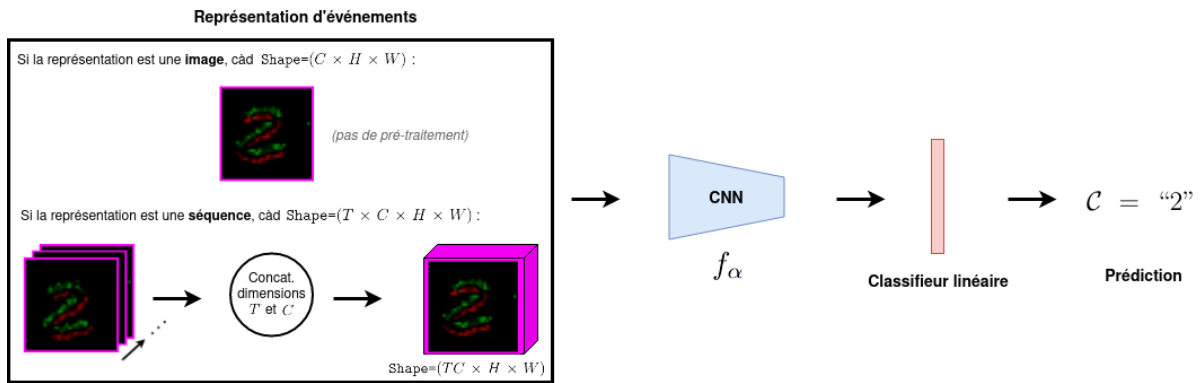 Représentation d'événements
Si la représentation est une image, càd Shape=(C × H × W) :
(pas de pré-traitement)
Si la représentation est une séquence, càd Shape=(T × C × H × W) :
Concat.
dimensions
T et C
Shape=(TC × H × W)
CNN
f_α
Classifieur linéaire
C = “2”
Prédiction